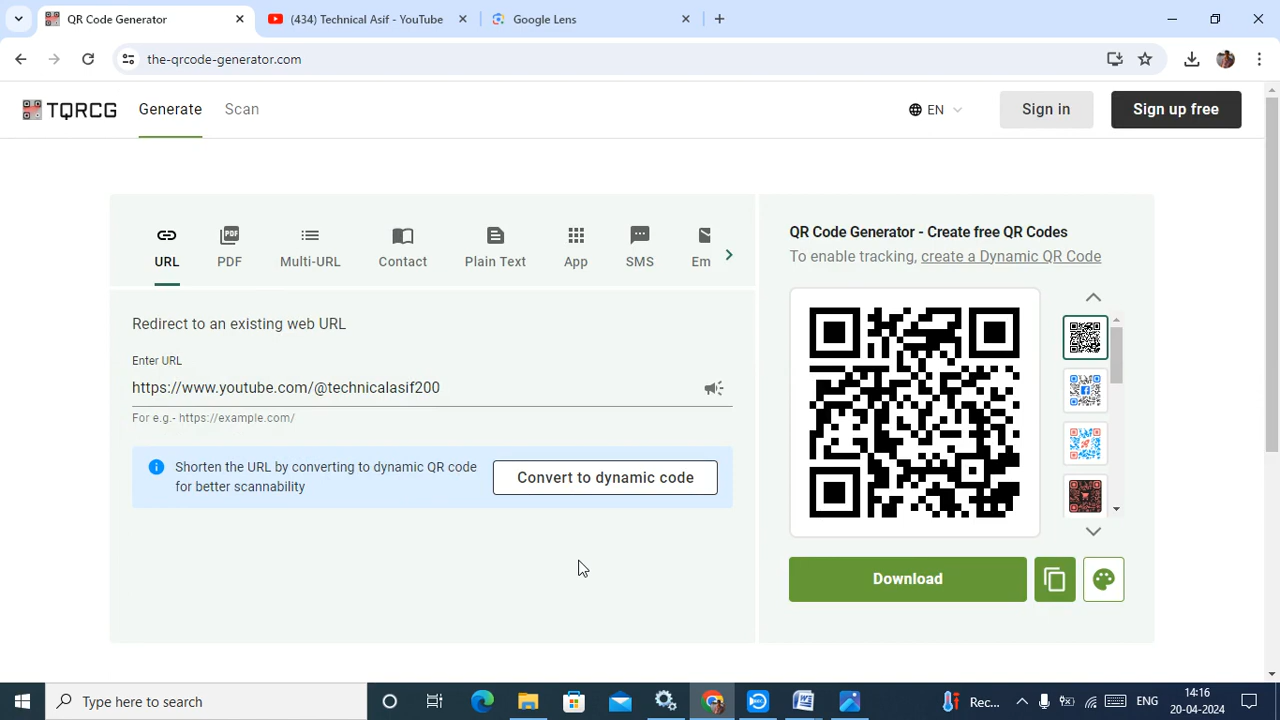 QR Code Generator
(434) Technical Asif - YouTube
Google Lens
the-qrcode-generator.com
TQRCG
Generate
Scan
EN
Sign in
Sign up free
URL
PDF
PDF
Multi-URL
Contact
Plain Text
App
SMS
Em
QR Code Generator - Create free QR Codes
To enable tracking, create a Dynamic QR Code
Redirect to an existing web URL
Enter URL
https://www.youtube.com/@technicalasif200
For e.g.- https://example.com/
Shorten the URL by converting to dynamic QR code
for better scannability
Convert to dynamic code
Download
Type here to search
Rec...
ENG
14:16
20-04-2024